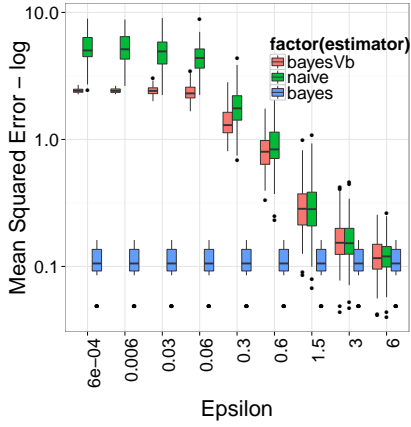 10.0
1.0
0.1
Mean Squared Error − log
factor(estimator)
bayesVb
naive
bayes
6e−04
0.006
0.03
0.06
0.3
0.6
1.5
3
6
Epsilon